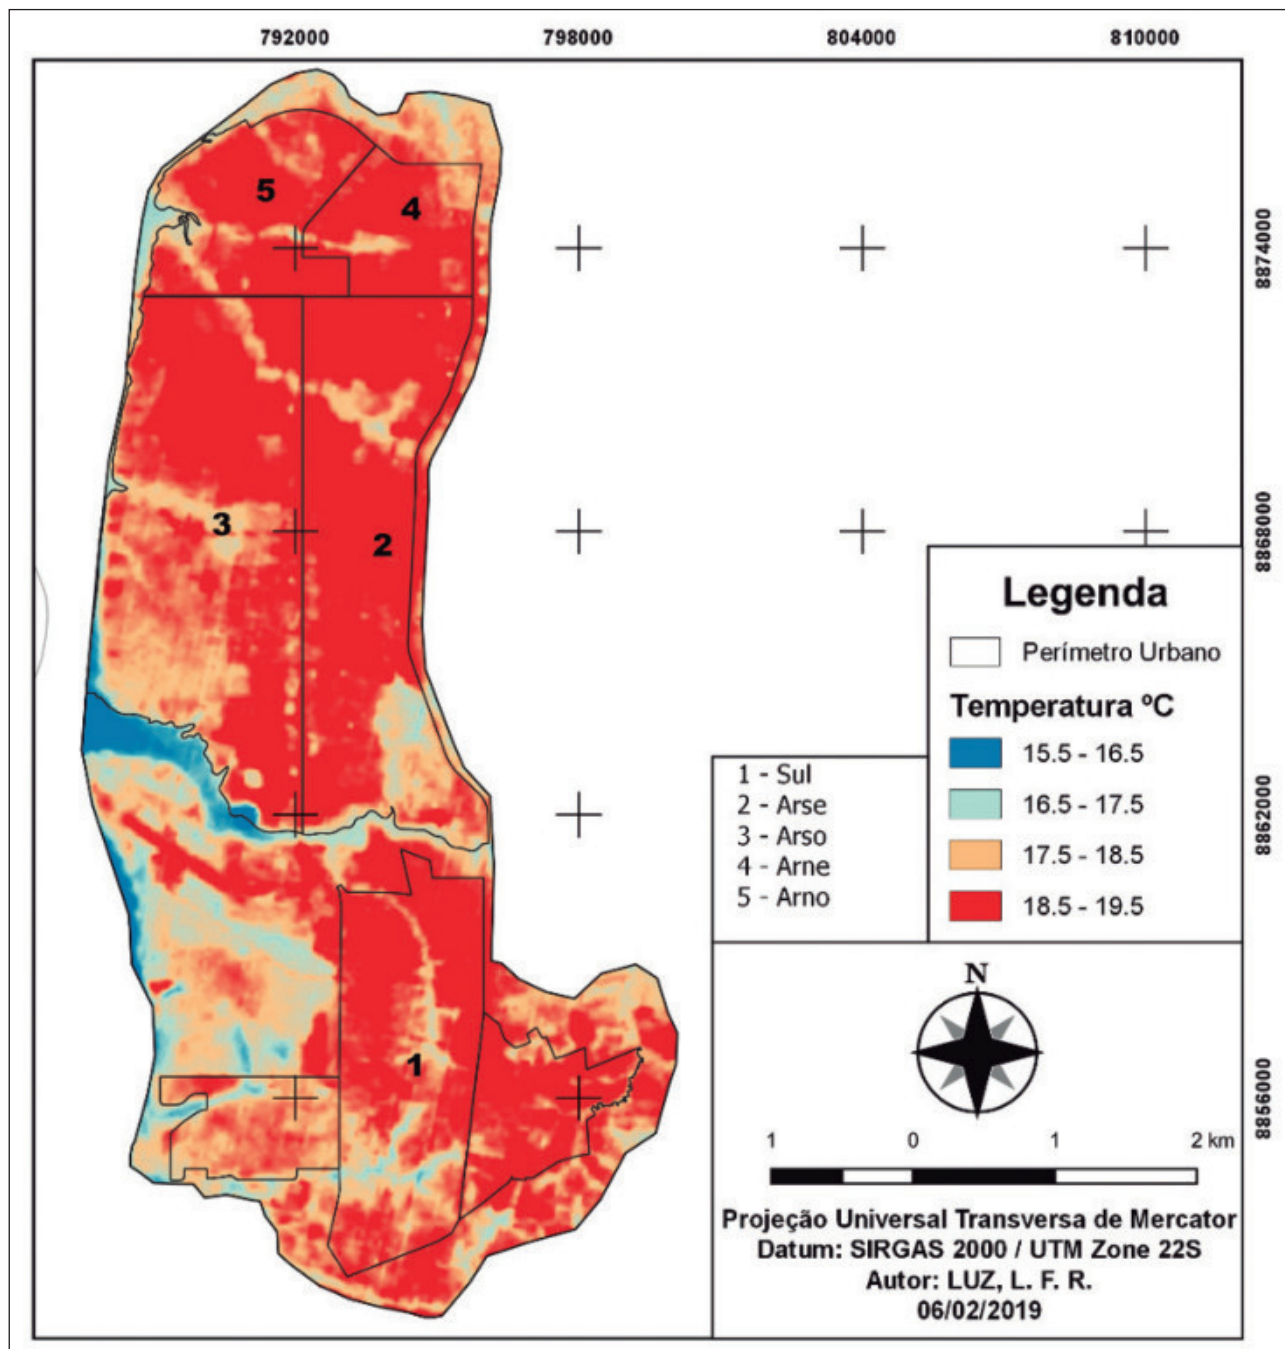 792000 798000 804000 810000
8874000
8868000
8862000
8856000
5
4
3
2
1
Legenda
Perímetro Urbano
Temperatura ºC
15.5 - 16.5
16.5 - 17.5
17.5 - 18.5
18.5 - 19.5
1 - Sul
2 - Arse
3 - Arso
4 - Arne
5 - Arno
N
1 0 1 2 km
Projeção Universal Transversa de Mercator
Datum: SIRGAS 2000 / UTM Zone 22S
Autor: LUZ, L. F. R.
06/02/2019